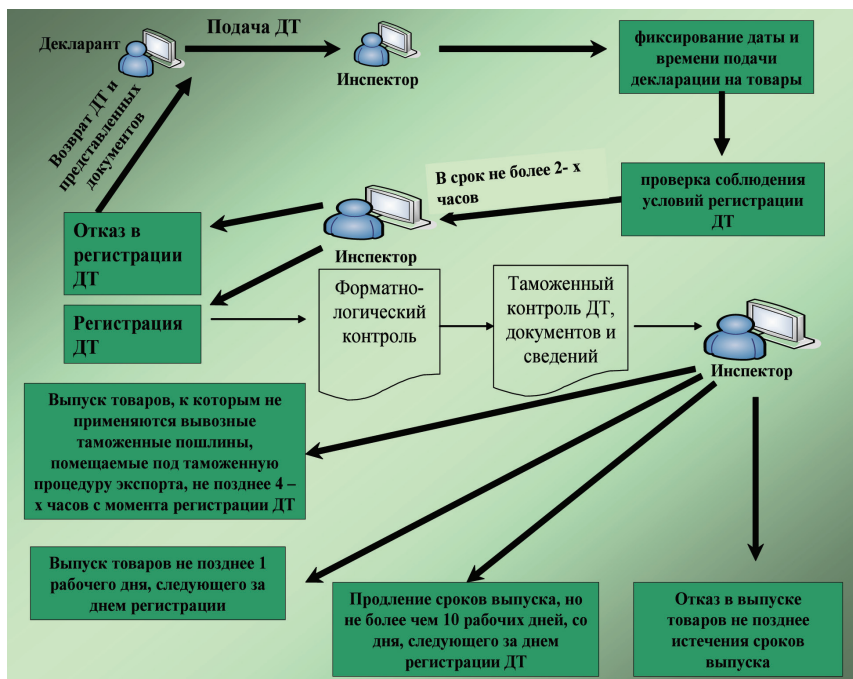 Декларант
Подача ДТ
Инспектор
фиксирование даты и
времени подачи
декларации на товары
Возврат ДТ и
представленных
документов
В срок не более 2- х
часов
проверка соблюдения
условий регистрации
ДТ
Отказ в
регистрации
ДТ
Инспектор
Регистрация
ДТ
Форматно-
логический
контроль
Таможенный
контроль ДТ,
документов и
сведений
Инспектор
Выпуск товаров, к которым не
применяются вывозные
таможенные пошлины,
помещаемые под таможенную
процедуру экспорта, не позднее 4 –
х часов с момента регистрации ДТ
Выпуск товаров не позднее 1
рабочего дня, следующего за
днем регистрации
Продление сроков выпуска, но
не более чем 10 рабочих дней, со
дня, следующего за днем
регистрации ДТ
Отказ в выпуске
товаров не позднее
истечения сроков
выпуска